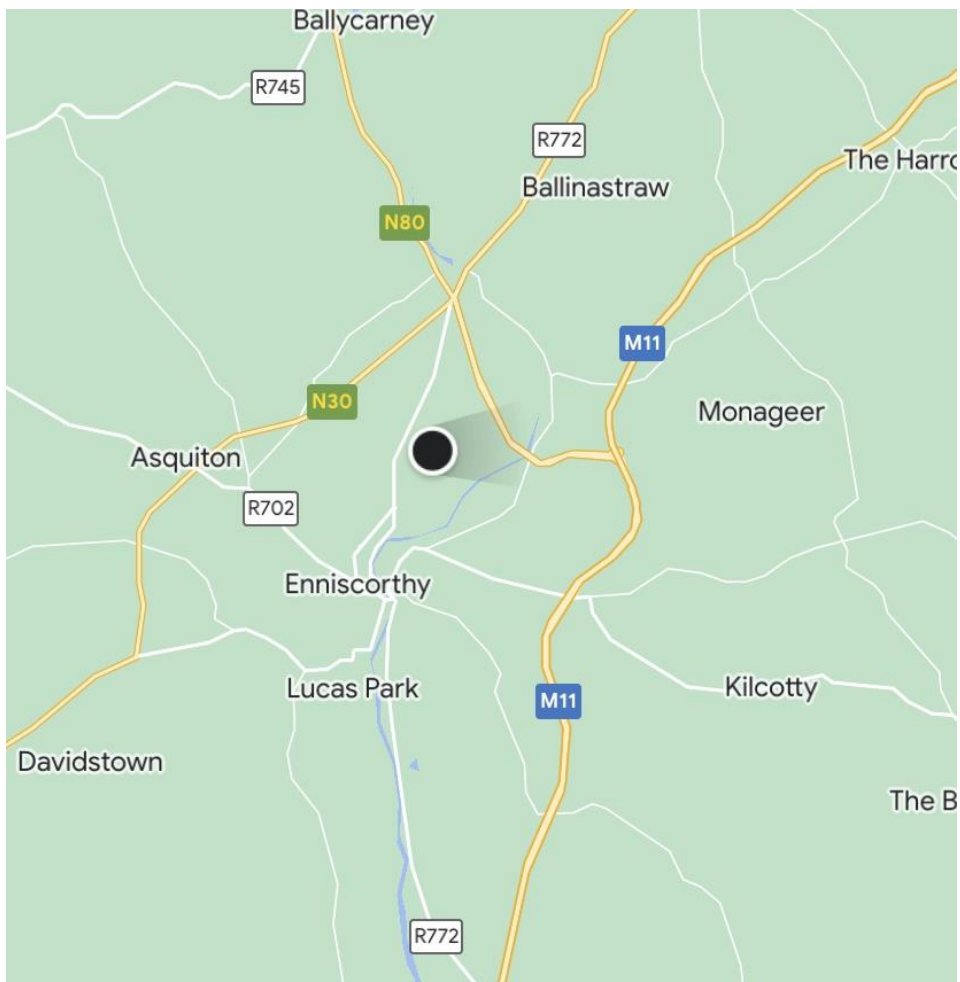 Ballycarney
R745
R772
The Harro
Ballinastraw
N80
M11
N30
Monageer
Asquiton
R702
Enniscorthy
Lucas Park
Kilcotty
M11
Davidstown
The B
R772